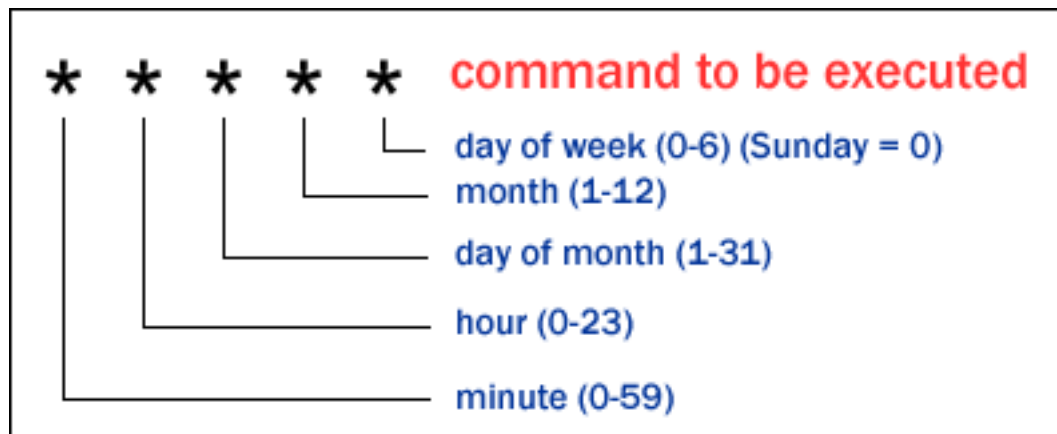 * * * * * command to be executed
day of week (0-6) (Sunday = 0)
month (1-12)
day of month (1-31)
hour (0-23)
minute (0-59)